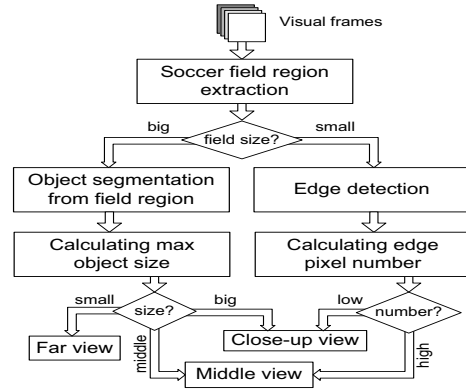 Visual frames
Soccer field region
extraction
big
field size?
small
Object segmentation
from field region
Edge detection
Calculating max
object size
Calculating edge
pixel number
small
size?
big
low
number?
Far view
middle
Close-up view
high
Middle view